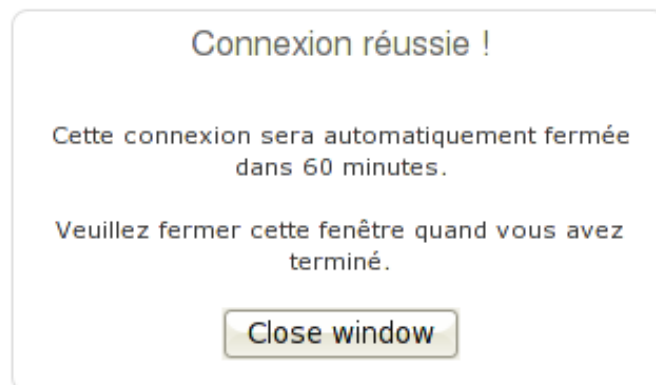 Connexion réussie !
Cette connexion sera automatiquement fermée
dans 60 minutes.
Veuillez fermer cette fenêtre quand vous avez
terminé.
Close window